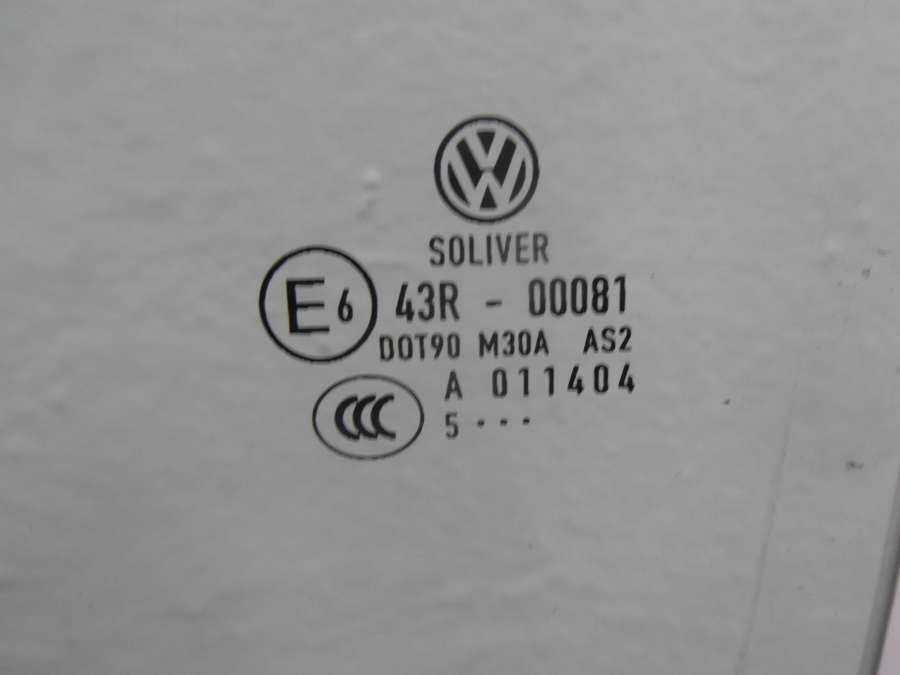 SOLIVER
E6 43R - 00081
DOT90 M30A AS2
A 011404
CCC 5 ...